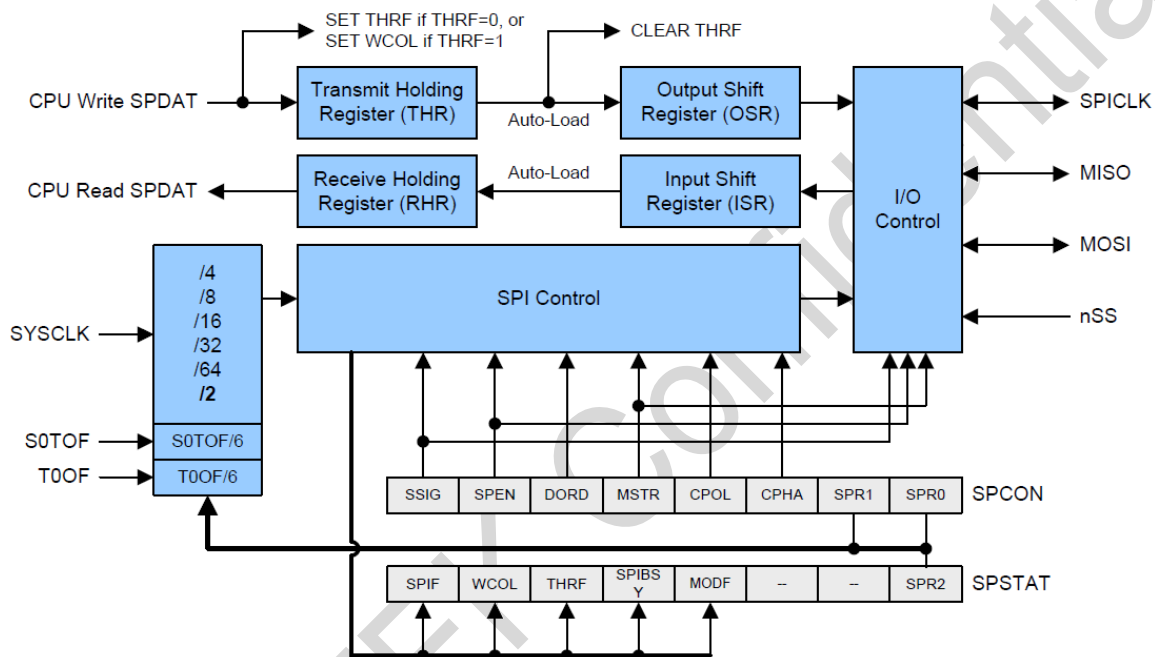 SET THRF if THRF=0, or
SET WCOL if THRF=1
CLEAR THRF
CPU Write SPDAT
Transmit Holding
Register (THR)
Auto-Load
Output Shift
Register (OSR)
SPICLK
CPU Read SPDAT
Receive Holding
Register (RHR)
Auto-Load
Input Shift
Register (ISR)
I/O
Control
MISO
MOSI
nSS
SYSCLK
/4
/8
/16
/32
/64
/2
SPI Control
S0TOF
S0TOF/6
T0OF
T0OF/6
SSIG SPEN DORD MSTR CPOL CPHA SPR1 SPR0 SPCON
SPIF WCOL THRF SPIBS
Y MODF -- -- SPR2 SPSTAT
Confidential